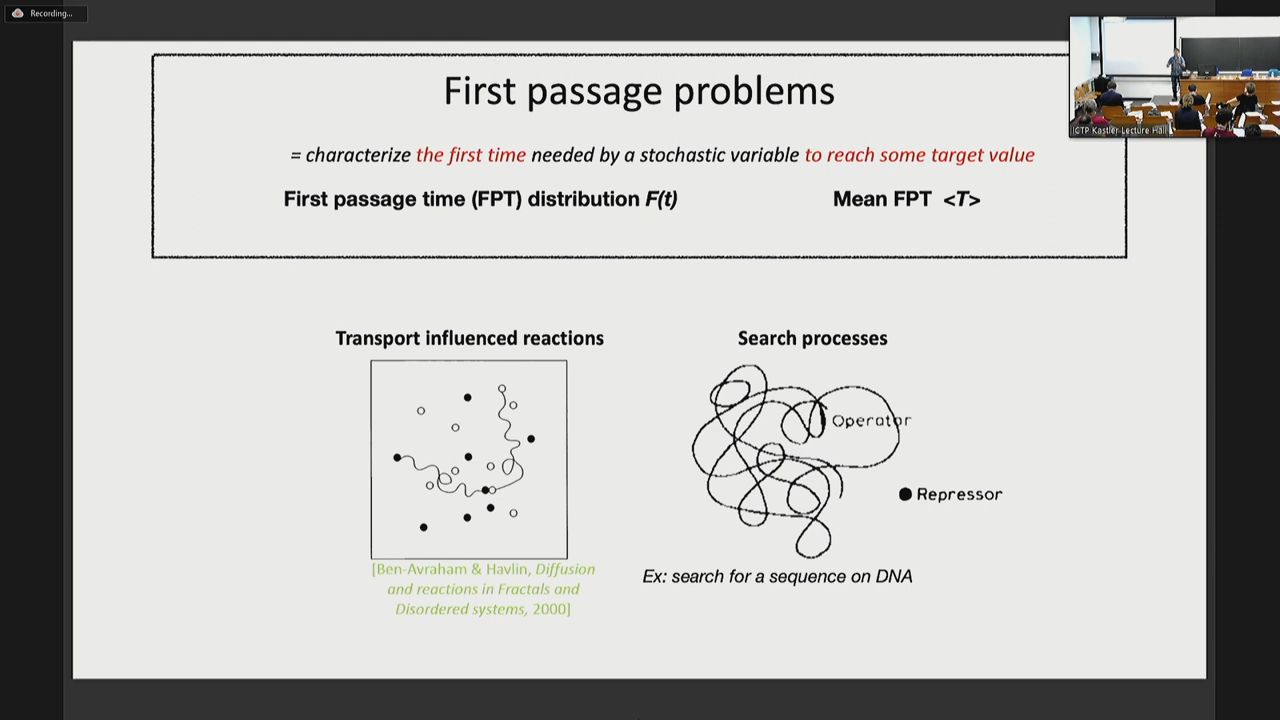 Recording...
First passage problems
= characterize the first time needed by a stochastic variable to reach some target value
First passage time (FPT) distribution F(t)
Mean FPT <T>
Transport influenced reactions
Search processes
Operator
Repressor
[Ben-Avraham & Havlin, Diffusion
and reactions in Fractals and
Disordered systems, 2000]
Ex: search for a sequence on DNA
ICTP Kastler Lecture Hall